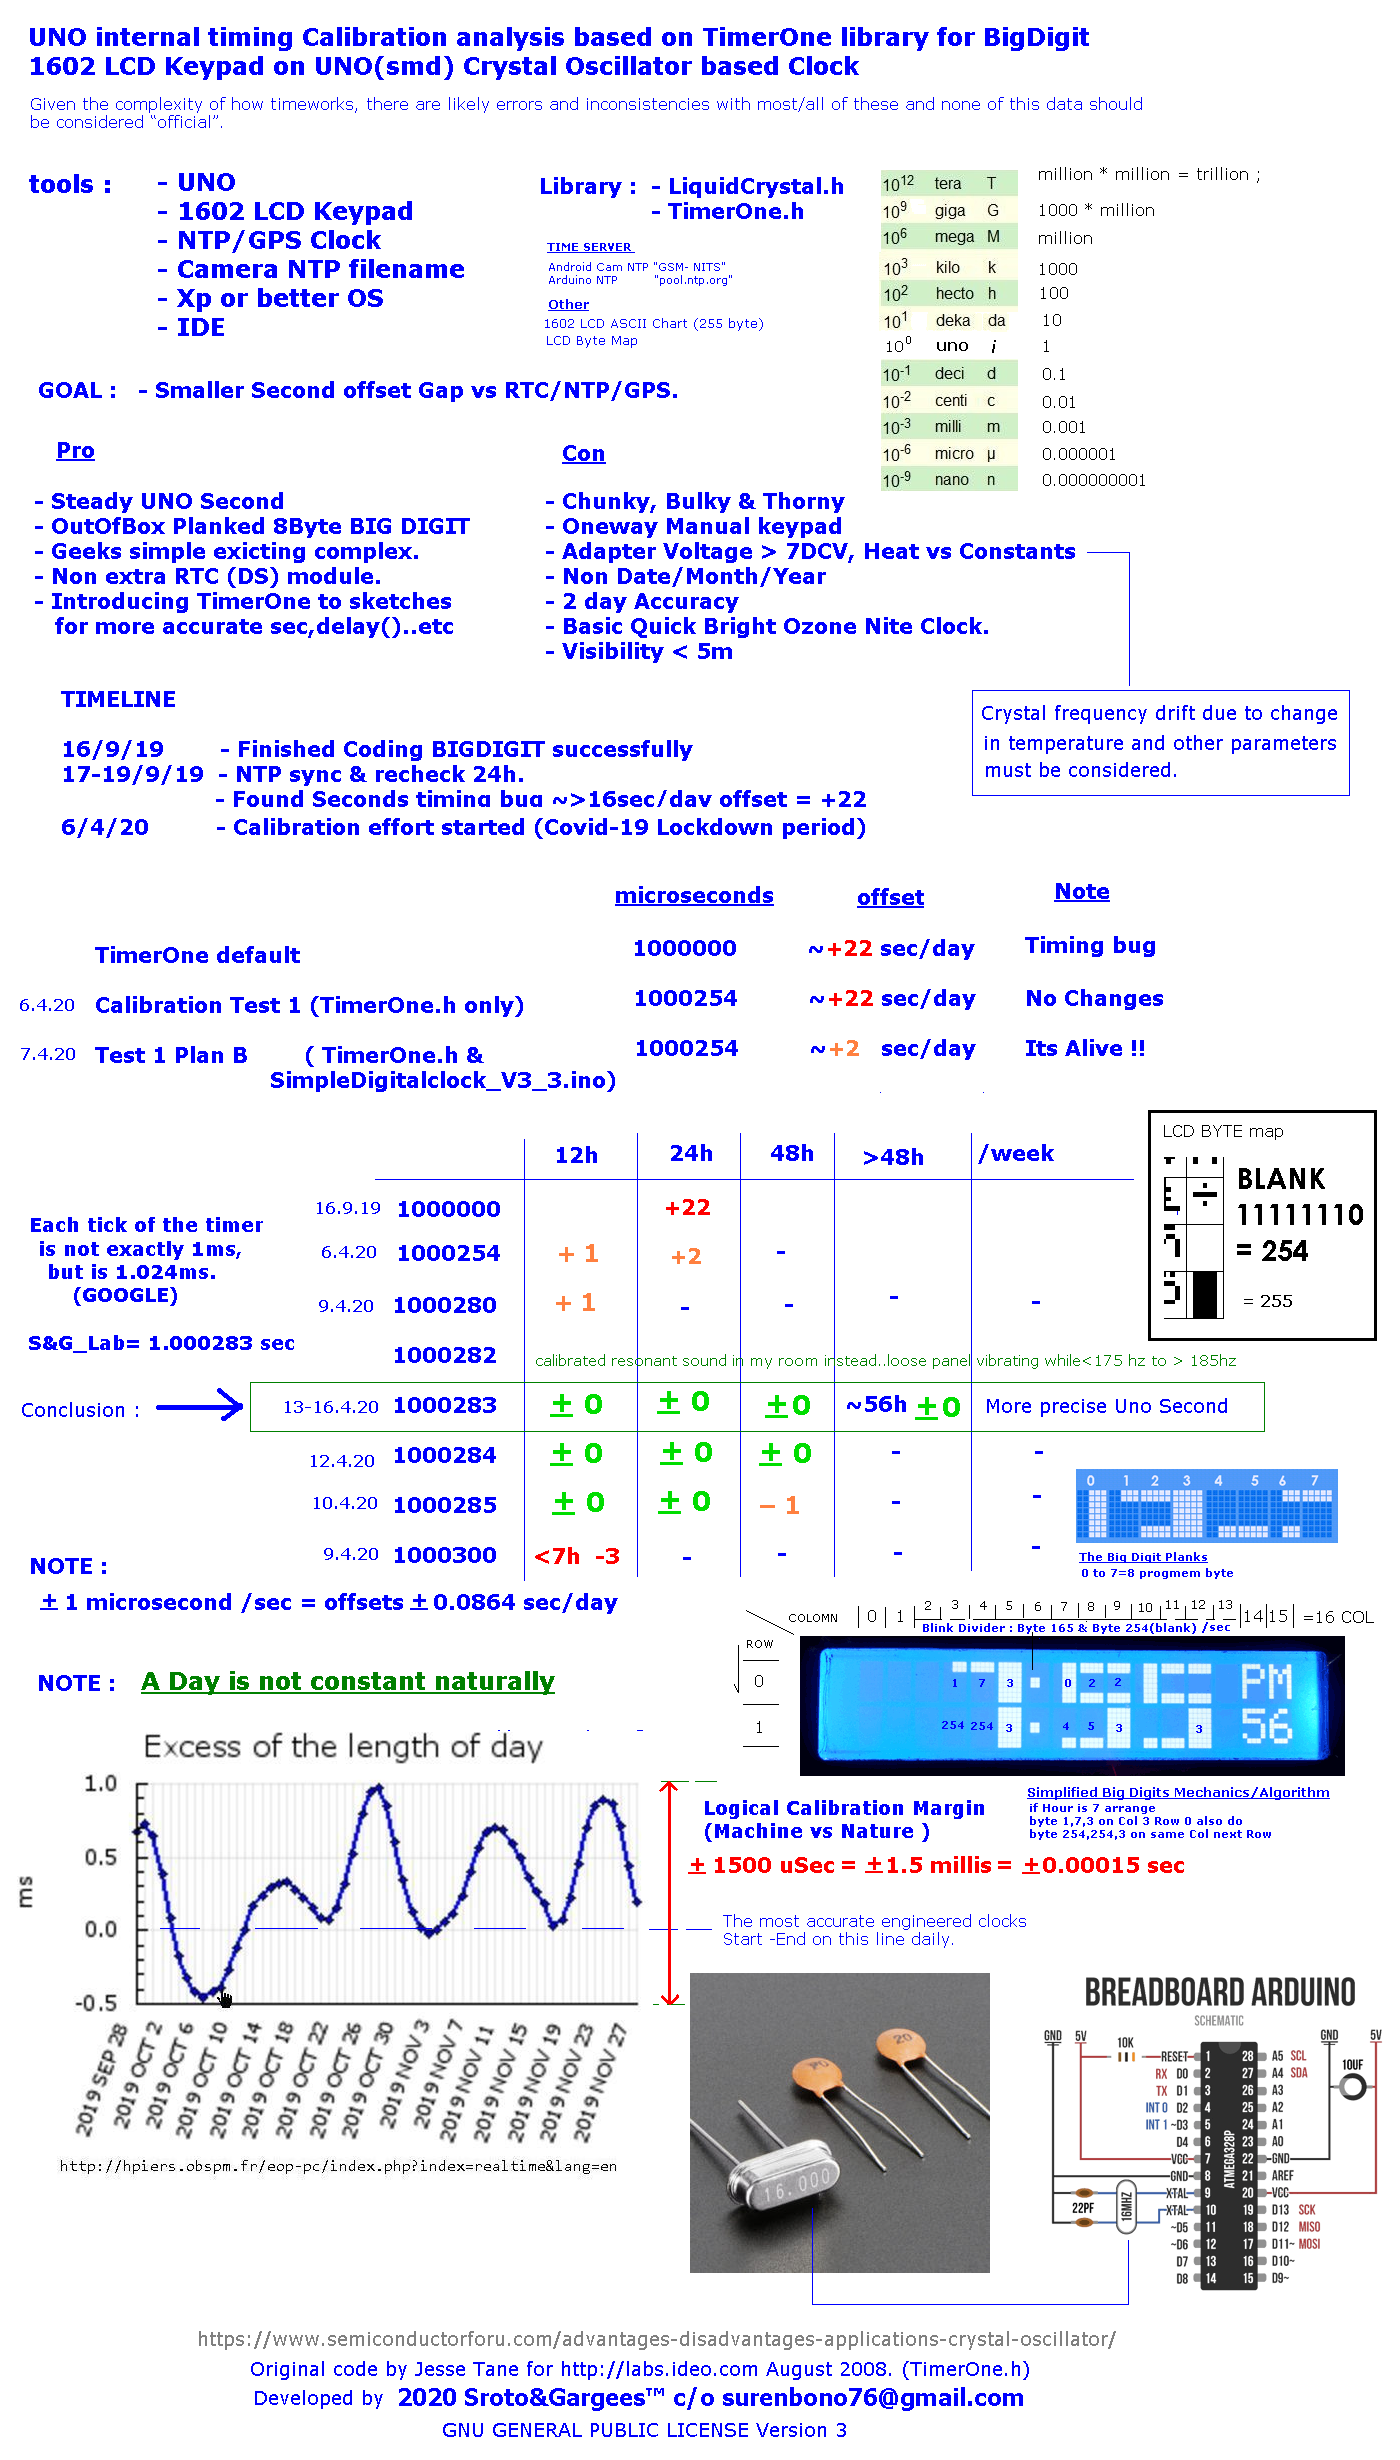 UNO internal timing Calibration analysis based on TimerOne library for BigDigit
1602 LCD Keypad on UNO(smd) Crystal Oscillator based Clock
Given the complexity of how timeworks, there are likely errors and inconsistencies with most/all of these and none of this data should
be considered “official”.
tools :
- UNO
- 1602 LCD Keypad
- NTP/GPS Clock
- Camera NTP filename
- Xp or better OS
- IDE
Library : - LiquidCrystal.h
- TimerOne.h
TIME SERVER
Android Cam NTP "GSM- NITS"
Arduino NTP "pool.ntp.org"
Other
1602 LCD ASCII Chart (255 byte)
LCD Byte Map
10^12 tera T million * million = trillion ;
10^9 giga G 1000 * million
10^6 mega M million
10^3 kilo k 1000
10^2 hecto h 100
10^1 deka da 10
10^0 uno i 1
10^-1 deci d 0.1
10^-2 centi c 0.01
10^-3 milli m 0.001
10^-6 micro µ 0.000001
10^-9 nano n 0.000000001
GOAL : - Smaller Second offset Gap vs RTC/NTP/GPS.
Pro
- Steady UNO Second
- OutOfBox Planked 8Byte BIG DIGIT
- Geeks simple exicting complex.
- Non extra RTC (DS) module.
- Introducing TimerOne to sketches
for more accurate sec,delay()..etc
Con
- Chunky, Bulky & Thorny
- Oneway Manual keypad
- Adapter Voltage > 7DCV, Heat vs Constants
- Non Date/Month/Year
- 2 day Accuracy
- Basic Quick Bright Ozone Nite Clock.
- Visibility < 5m
Crystal frequency drift due to change
in temperature and other parameters
must be considered.
TIMELINE
16/9/19 - Finished Coding BIGDIGIT successfully
17-19/9/19 - NTP sync & recheck 24h.
- Found Seconds timing bug ~>16sec/day offset = +22
6/4/20 - Calibration effort started (Covid-19 Lockdown period)
microseconds offset Note
TimerOne default 1000000 ~+22 sec/day Timing bug
6.4.20 Calibration Test 1 (TimerOne.h only) 1000254 ~+22 sec/day No Changes
7.4.20 Test 1 Plan B ( TimerOne.h & 1000254 ~+2 sec/day Its Alive !!
SimpleDigitalclock_V3_3.ino)
LCD BYTE map
÷ BLANK
11111110
= 254
= 255
12h 24h 48h >48h /week
16.9.19 1000000 +22
6.4.20 1000254 + 1 +2 -
9.4.20 1000280 + 1 - - - -
1000282 calibrated resonant sound in my room instead..loose panel vibrating while<175 hz to > 185hz
13-16.4.20 1000283 ± 0 ± 0 ±0 ~56h ±0 More precise Uno Second
12.4.20 1000284 ± 0 ± 0 ± 0 - -
10.4.20 1000285 ± 0 ± 0 – 1 - -
9.4.20 1000300 <7h -3 - - - -
Each tick of the timer
is not exactly 1ms,
but is 1.024ms.
(GOOGLE)
S&G_Lab= 1.000283 sec
Conclusion :
NOTE :
± 1 microsecond /sec = offsets ± 0.0864 sec/day
0 1 2 3 4 5 6 7
The Big Digit Planks
0 to 7=8 progmem byte
COLOMN 0 1 2 3 4 5 6 7 8 9 10 11 12 13 14 15 =16 COL
Blink Divider : Byte 165 & Byte 254(blank) /sec
ROW
0
1
1 7 3 0 2 2 PM
254 254 3 4 5 3 3 56
NOTE : A Day is not constant naturally
Excess of the length of day
1.0
0.5
0.0
-0.5
ms
2019 SEP 28
2019 OCT 2
2019 OCT 6
2019 OCT 10
2019 OCT 14
2019 OCT 18
2019 OCT 22
2019 OCT 26
2019 OCT 30
2019 NOV 3
2019 NOV 7
2019 NOV 11
2019 NOV 15
2019 NOV 19
2019 NOV 23
2019 NOV 27
http://hpiers.obspm.fr/eop-pc/index.php?index=realtime&lang=en
Simplified Big Digits Mechanics/Algorithm
if Hour is 7 arrange
byte 1,7,3 on Col 3 Row 0 also do
byte 254,254,3 on same Col next Row
Logical Calibration Margin
(Machine vs Nature )
± 1500 uSec = ±1.5 millis = ±0.00015 sec
The most accurate engineered clocks
Start -End on this line daily.
20
16.000
BREADBOARD ARDUINO
SCHEMATIC
GND 5V 10K GND 5V
10UF
RESET 1 28 A5 SCL
RX D0 2 27 A4 SDA
TX D1 3 26 A3
INT 0 D2 4 25 A2
INT 1 ~D3 5 24 A1
D4 6 23 A0
VCC 7 22 GND
GND 8 21 AREF
XTAL 9 20 VCC
XTAL 10 19 D13 SCK
~D5 11 18 D12 MISO
~D6 12 17 D11~ MOSI
D7 13 16 D10~
D8 14 15 D9~
ATMEGA328P
22PF
16MHZ
https://www.semiconductorforu.com/advantages-disadvantages-applications-crystal-oscillator/
Original code by Jesse Tane for http://labs.ideo.com August 2008. (TimerOne.h)
Developed by 2020 Sroto&Gargees™ c/o surenbono76@gmail.com
GNU GENERAL PUBLIC LICENSE Version 3